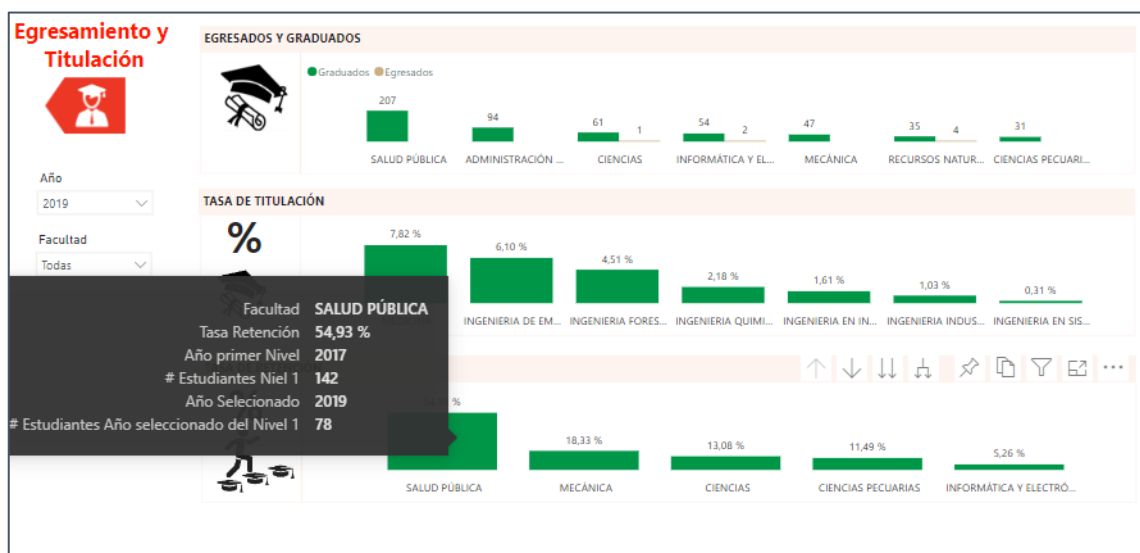 Egresamiento y
Titulación
Año
2019
Facultad
Todas
EGRESADOS Y GRADUADOS
Graduados Egresados
207
94
61
1
54
2
47
35
4
31
SALUD PÚBLICA
ADMINISTRACIÓN ...
CIENCIAS
INFORMÁTICA Y EL...
MECÁNICA
RECURSOS NATUR...
CIENCIAS PECUARI...
TASA DE TITULACIÓN
%
7,82 %
6,10 %
4,51 %
2,18 %
1,61 %
1,03 %
0,31 %
INGENIERIA DE EM...
INGENIERIA FORES...
INGENIERIA QUIMI...
INGENIERIA EN IN...
INGENIERIA INDUS...
INGENIERIA EN SIS...
Facultad SALUD PÚBLICA
Tasa Retención 54,93 %
Año primer Nivel 2017
# Estudiantes Niel 1 142
Año Selecionado 2019
# Estudiantes Año seleccionado del Nivel 1 78
%
18,33 %
13,08 %
11,49 %
5,26 %
SALUD PÚBLICA
MECÁNICA
CIENCIAS
CIENCIAS PECUARIAS
INFORMÁTICA Y ELECTRÓ...